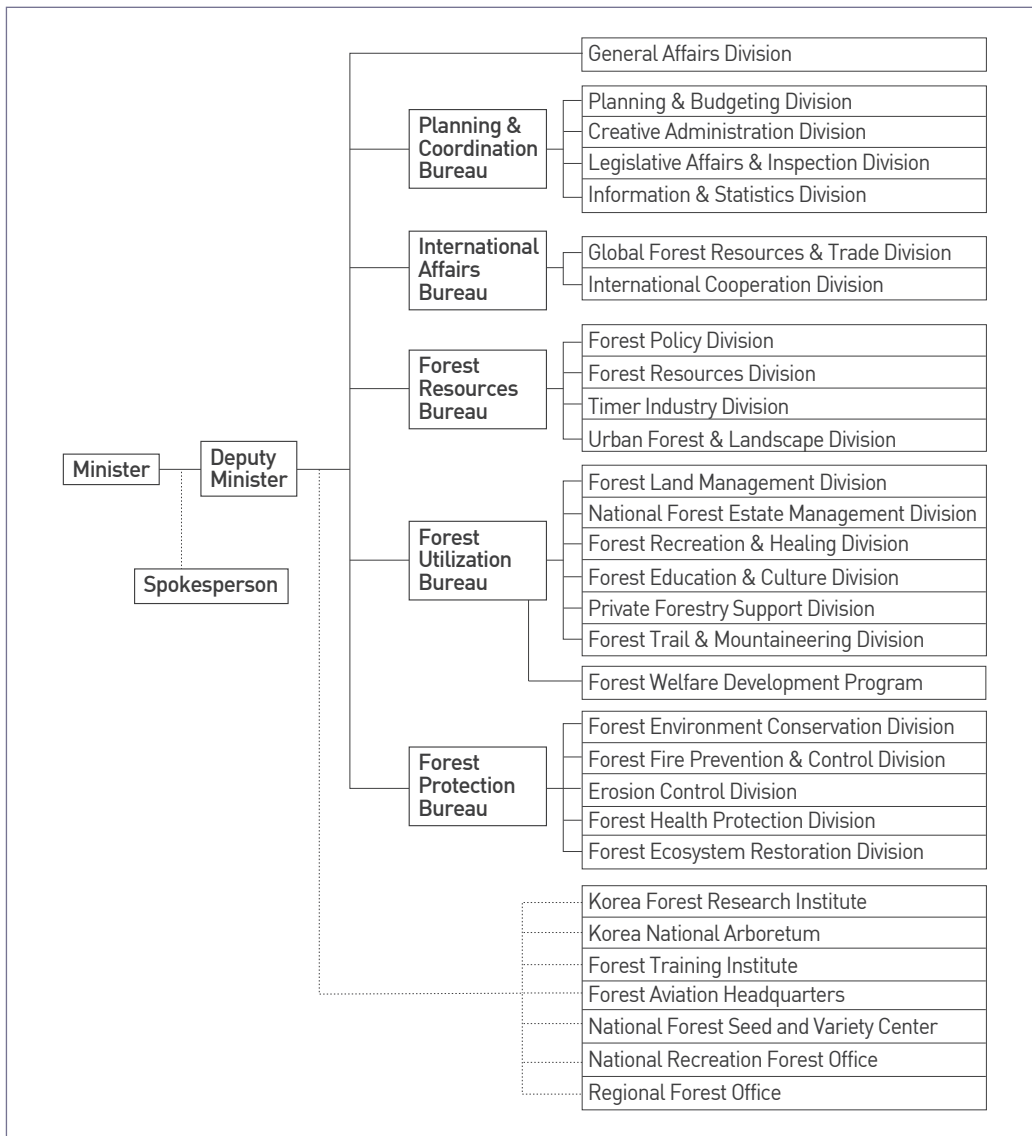 General Affairs Division
Planning &
Coordination
Bureau
Planning & Budgeting Division
Creative Administration Division
Legislative Affairs & Inspection Division
Information & Statistics Division
International
Affairs
Bureau
Global Forest Resources & Trade Division
International Cooperation Division
Forest
Resources
Bureau
Forest Policy Division
Forest Resources Division
Timer Industry Division
Urban Forest & Landscape Division
Minister
Deputy
Minister
Spokesperson
Forest
Utilization
Bureau
Forest Land Management Division
National Forest Estate Management Division
Forest Recreation & Healing Division
Forest Education & Culture Division
Private Forestry Support Division
Forest Trail & Mountaineering Division
Forest Welfare Development Program
Forest
Protection
Bureau
Forest Environment Conservation Division
Forest Fire Prevention & Control Division
Erosion Control Division
Forest Health Protection Division
Forest Ecosystem Restoration Division
Korea Forest Research Institute
Korea National Arboretum
Forest Training Institute
Forest Aviation Headquarters
National Forest Seed and Variety Center
National Recreation Forest Office
Regional Forest Office